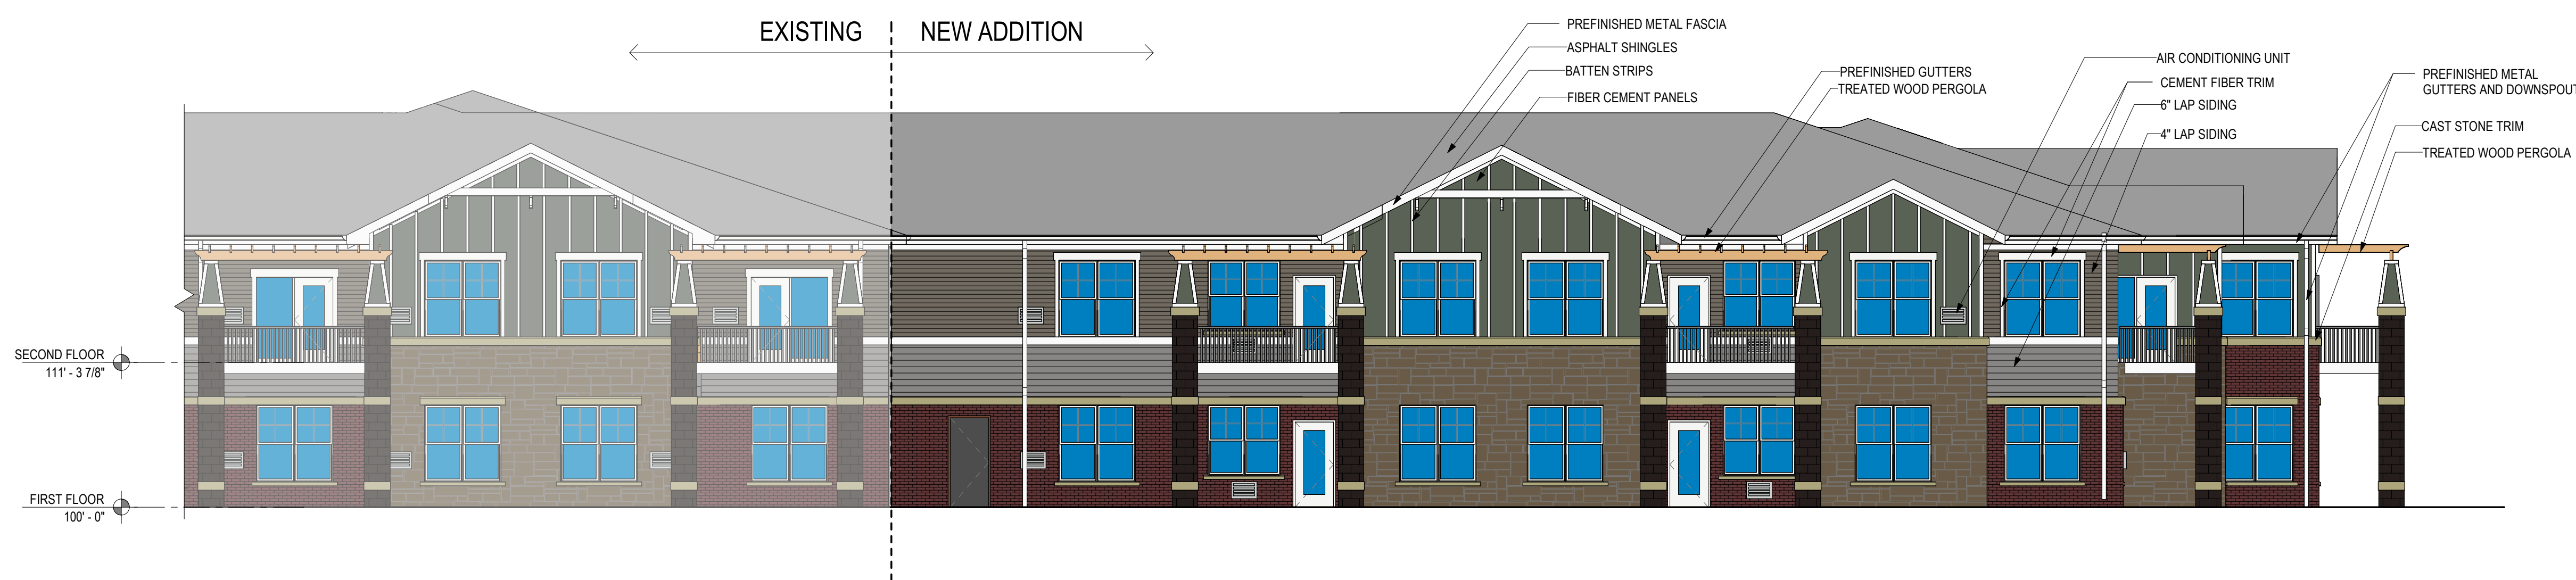 EXISTING
NEW ADDITION
PREFINISHED METAL FASCIA
ASPHALT SHINGLES
BATTEN STRIPS
FIBER CEMENT PANELS
PREFINISHED GUTTERS
TREATED WOOD PERGOLA
AIR CONDITIONING UNIT
CEMENT FIBER TRIM
6" LAP SIDING
4" LAP SIDING
PREFINISHED METAL
GUTTERS AND DOWNSPOUT
CAST STONE TRIM
TREATED WOOD PERGOLA
SECOND FLOOR
111' - 3 7/8"
FIRST FLOOR
100' - 0"